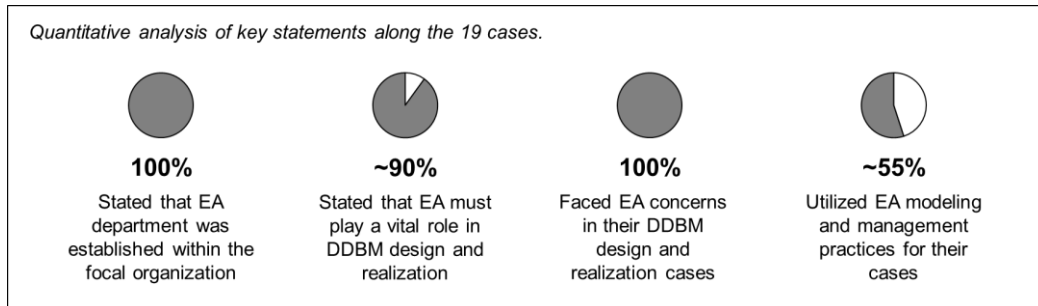 Quantitative analysis of key statements along the 19 cases.
100%
Stated that EA
department was
established within the
focal organization
~90%
Stated that EA must
play a vital role in
DDBM design and
realization
100%
Faced EA concerns
in their DDBM
design and
realization cases
~55%
Utilized EA modeling
and management
practices for their
cases